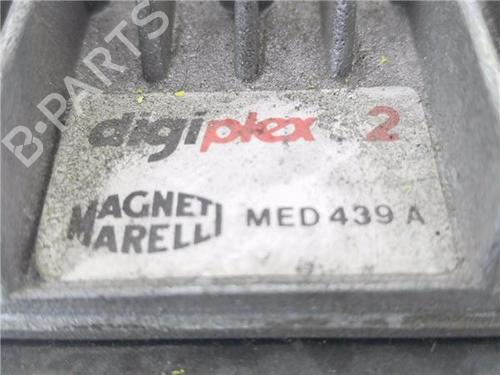 B-PARTS
digiplex 2
MAGNETI
MARELLI
MED 439 A